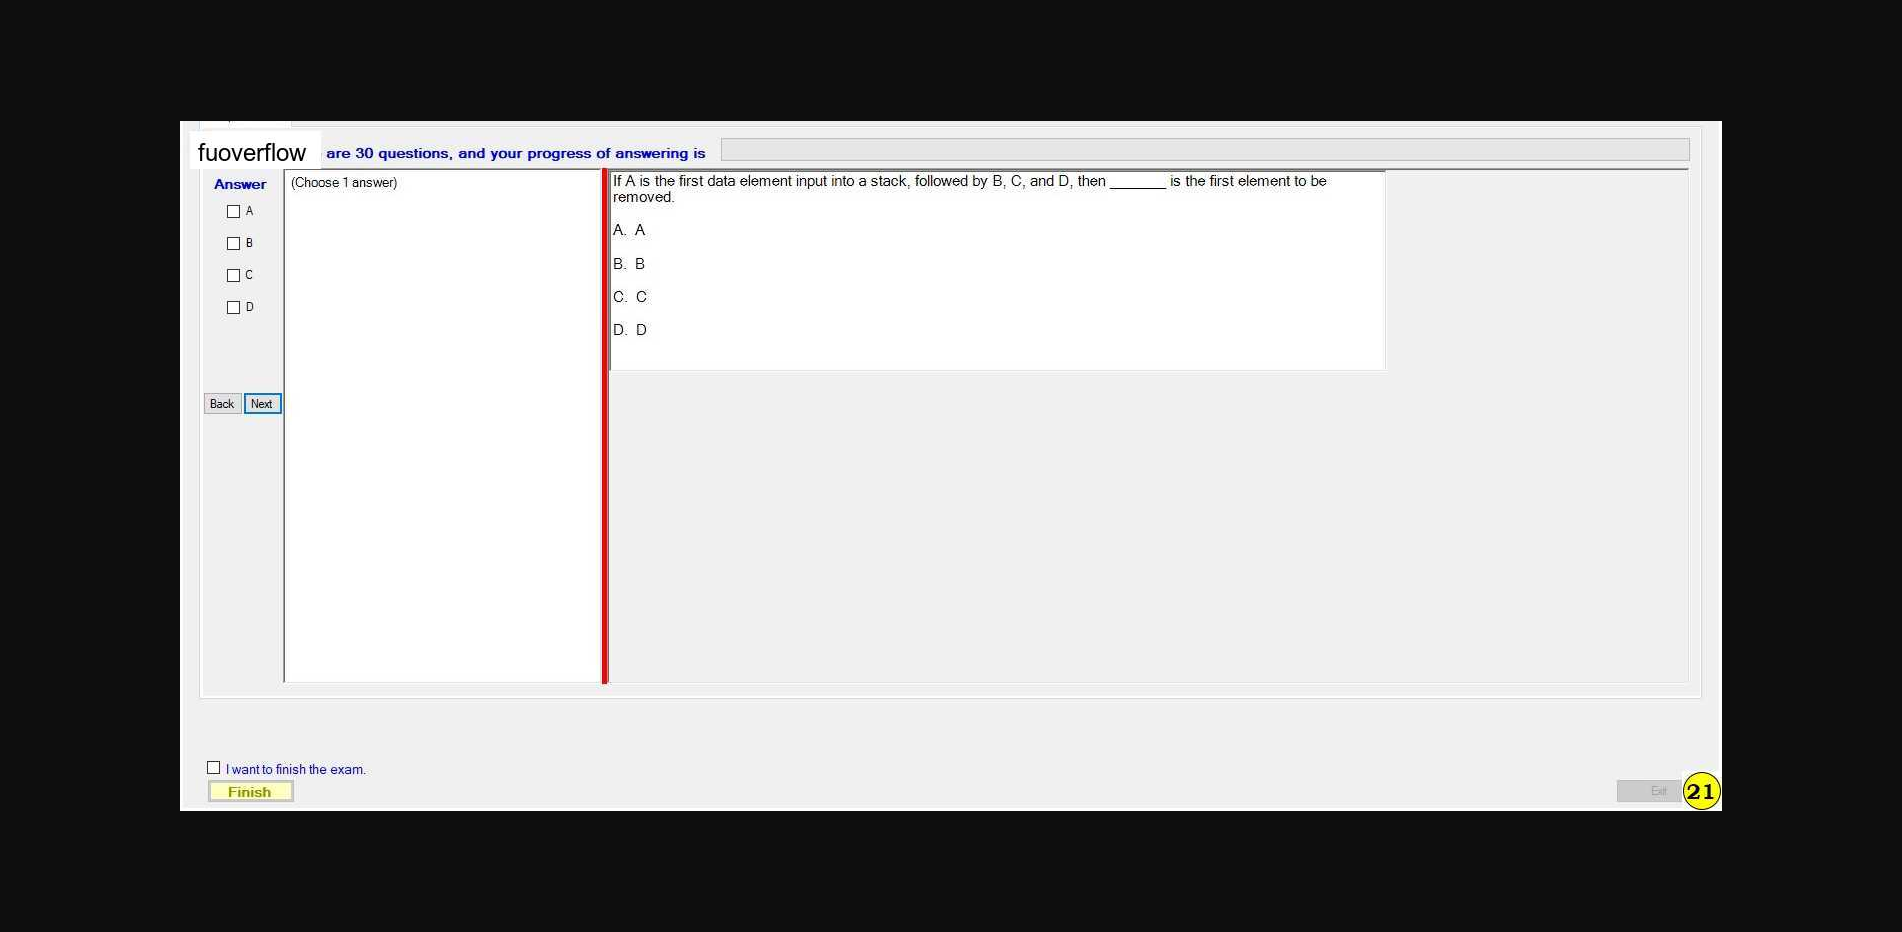 fuoverflow are 30 questions, and your progress of answering is
Answer
(Choose 1 answer)
A
B
C
D
Back Next
If A is the first data element input into a stack, followed by B, C, and D, then _______ is the first element to be
removed.
A. A
B. B
C. C
D. D
I want to finish the exam.
Finish
Exit
21